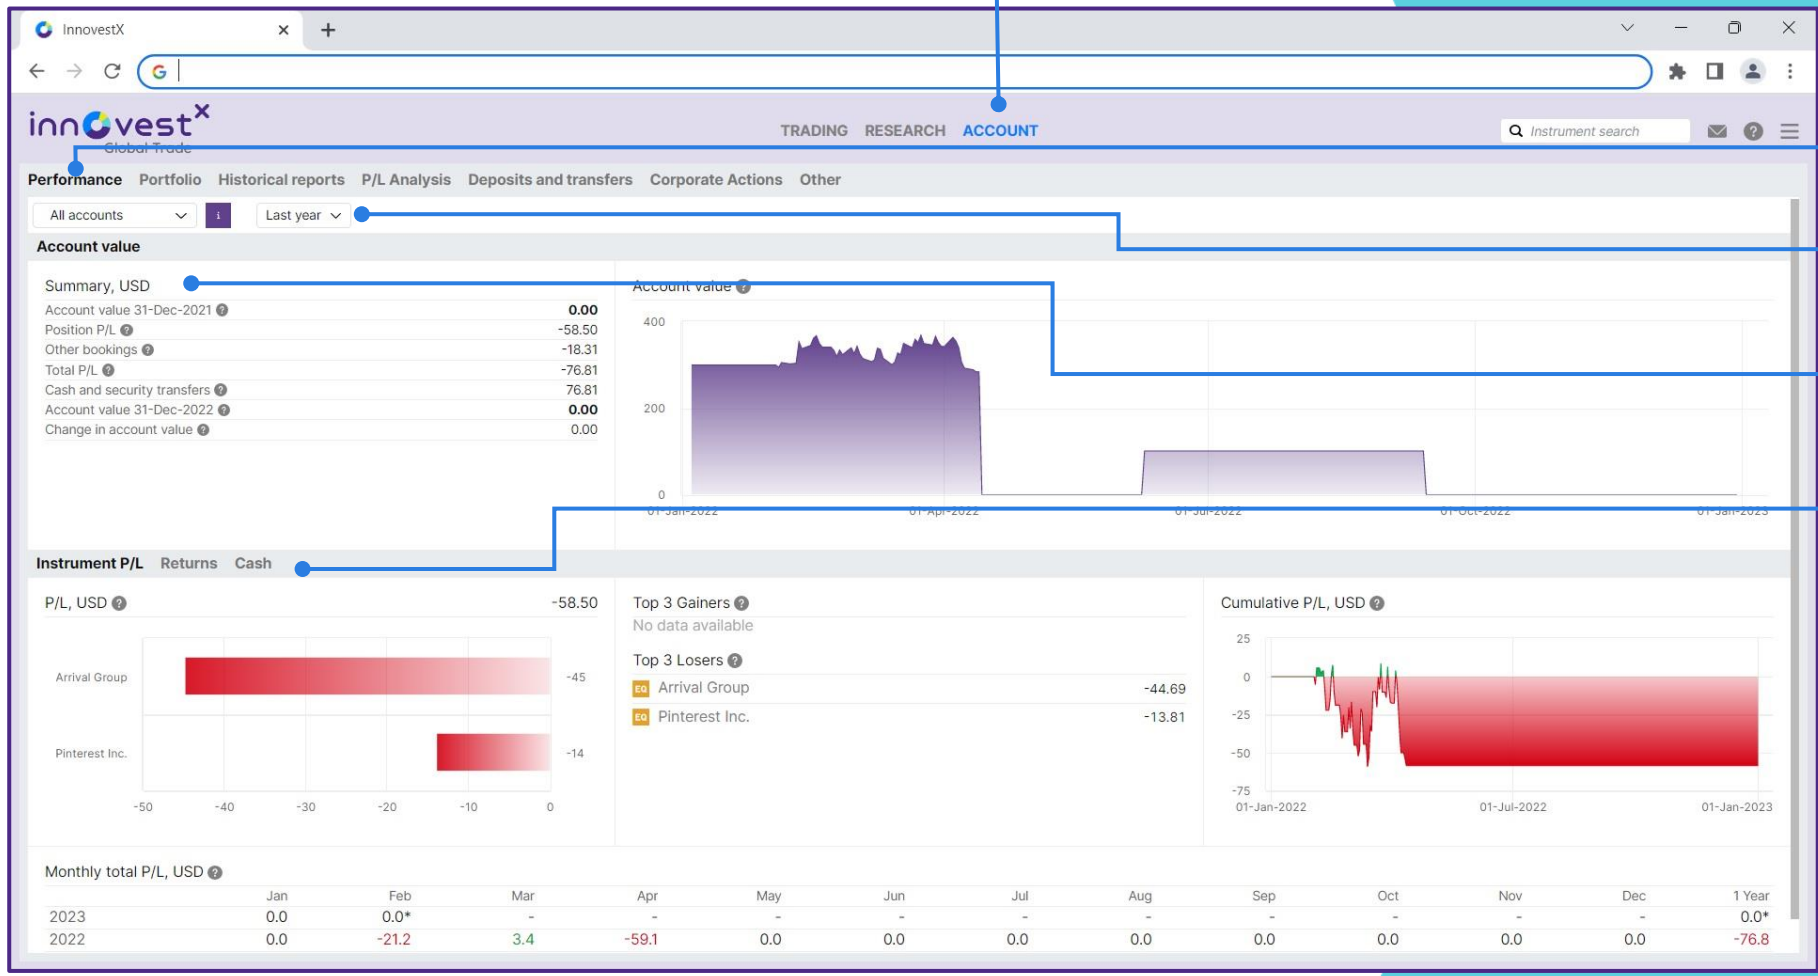 InnovestX
innovestX
Global Trade
TRADING RESEARCH ACCOUNT
Instrument search
Performance Portfolio Historical reports P/L Analysis Deposits and transfers Corporate Actions Other
All accounts i Last year
Account value
Summary, USD
Account value 31-Dec-2021 0.00
Position P/L -58.50
Other bookings -18.31
Total P/L -76.81
Cash and security transfers 76.81
Account value 31-Dec-2022 0.00
Change in account value 0.00
Account value
400
200
0
01-Jan-2022 01-Apr-2022 01-Jul-2022 01-Oct-2022 01-Jan-2023
Instrument P/L Returns Cash
P/L, USD -58.50
Arrival Group -45
Pinterest Inc. -14
-50 -40 -30 -20 -10 0
Top 3 Gainers
No data available
Top 3 Losers
EQ Arrival Group -44.69
EQ Pinterest Inc. -13.81
Cumulative P/L, USD
25
0
-25
-50
-75
01-Jan-2022 01-Jul-2022 01-Jan-2023
Monthly total P/L, USD
Jan Feb Mar Apr May Jun Jul Aug Sep Oct Nov Dec 1 Year
2023 0.0 0.0* - - - - - - - - - - 0.0*
2022 0.0 -21.2 3.4 -59.1 0.0 0.0 0.0 0.0 0.0 0.0 0.0 0.0 -76.8